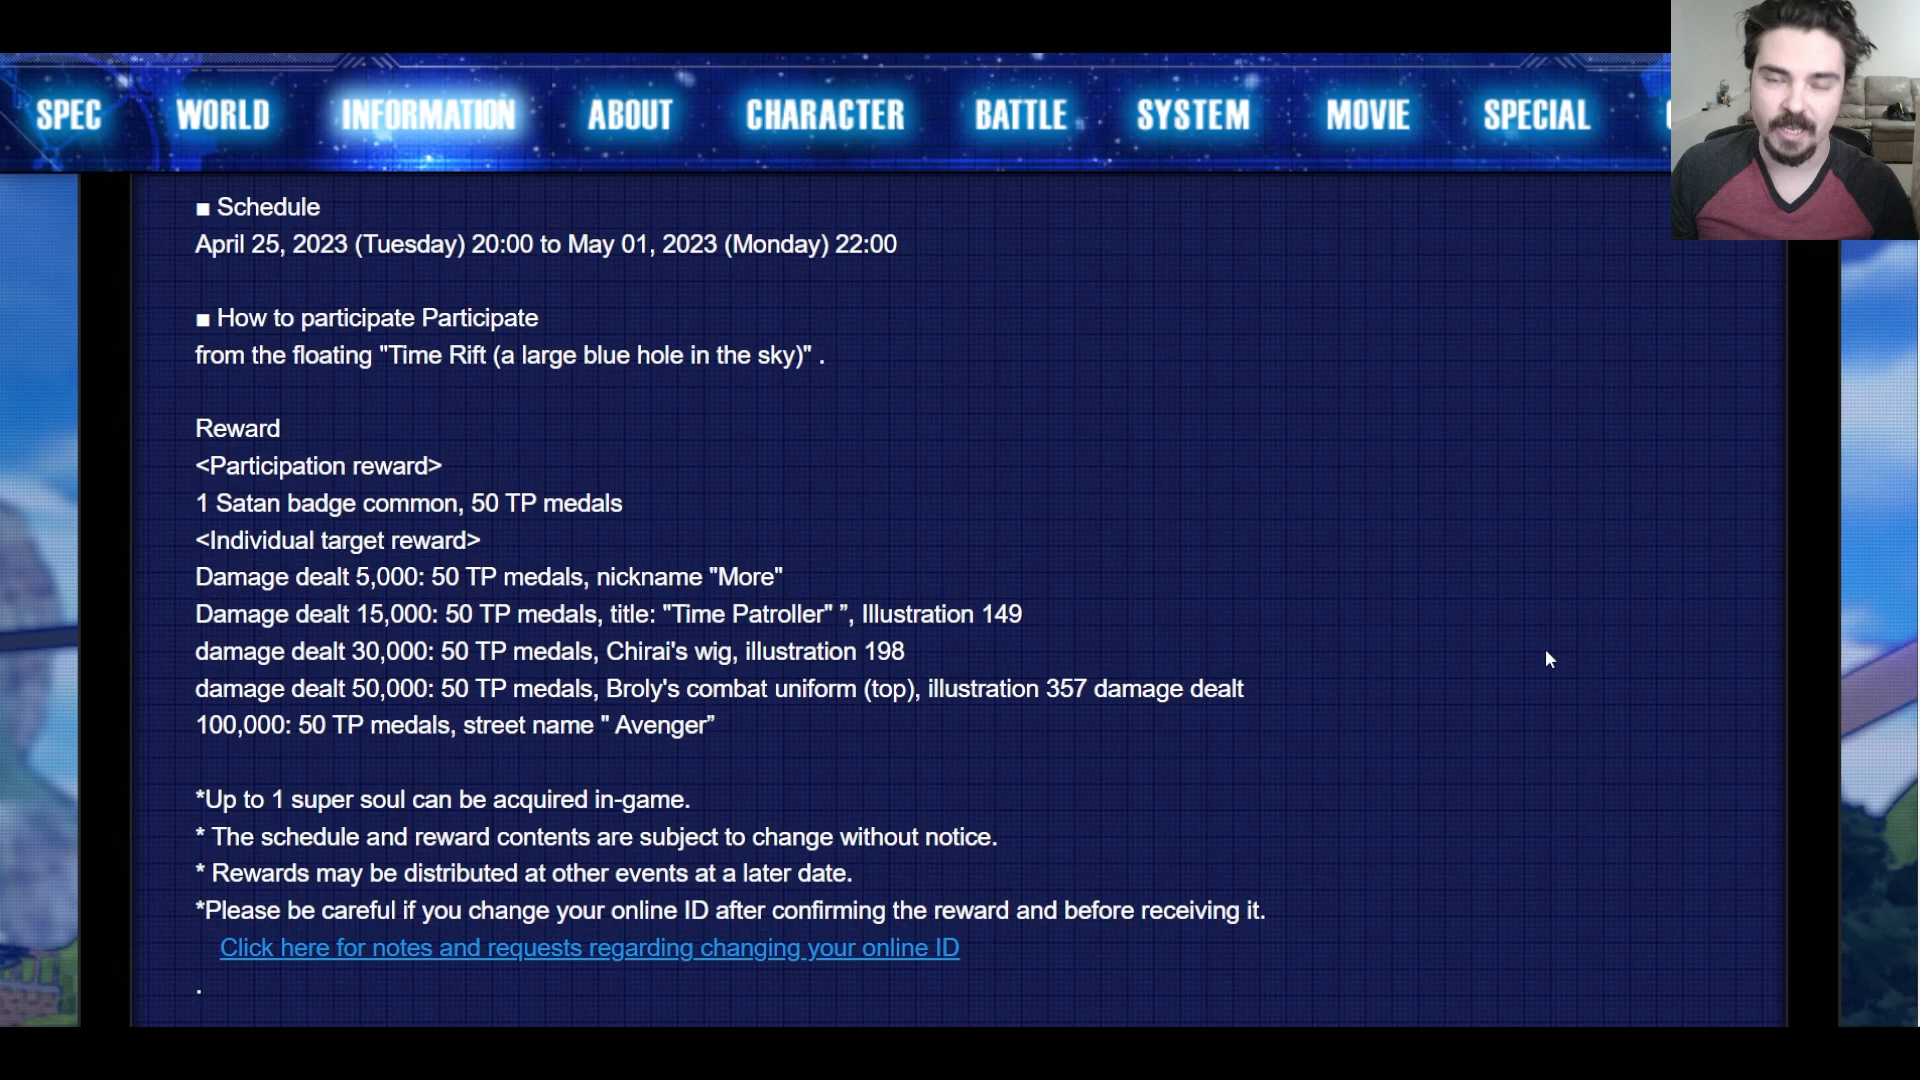 SPEC WORLD INFORMATION ABOUT CHARACTER BATTLE SYSTEM MOVIE SPECIAL
■ Schedule
April 25, 2023 (Tuesday) 20:00 to May 01, 2023 (Monday) 22:00
■ How to participate Participate
from the floating "Time Rift (a large blue hole in the sky)" .
Reward
<Participation reward>
1 Satan badge common, 50 TP medals
<Individual target reward>
Damage dealt 5,000: 50 TP medals, nickname "More"
Damage dealt 15,000: 50 TP medals, title: "Time Patroller" ”, Illustration 149
damage dealt 30,000: 50 TP medals, Chirai's wig, illustration 198
damage dealt 50,000: 50 TP medals, Broly's combat uniform (top), illustration 357 damage dealt
100,000: 50 TP medals, street name " Avenger”
*Up to 1 super soul can be acquired in-game.
* The schedule and reward contents are subject to change without notice.
* Rewards may be distributed at other events at a later date.
*Please be careful if you change your online ID after confirming the reward and before receiving it.
Click here for notes and requests regarding changing your online ID
.